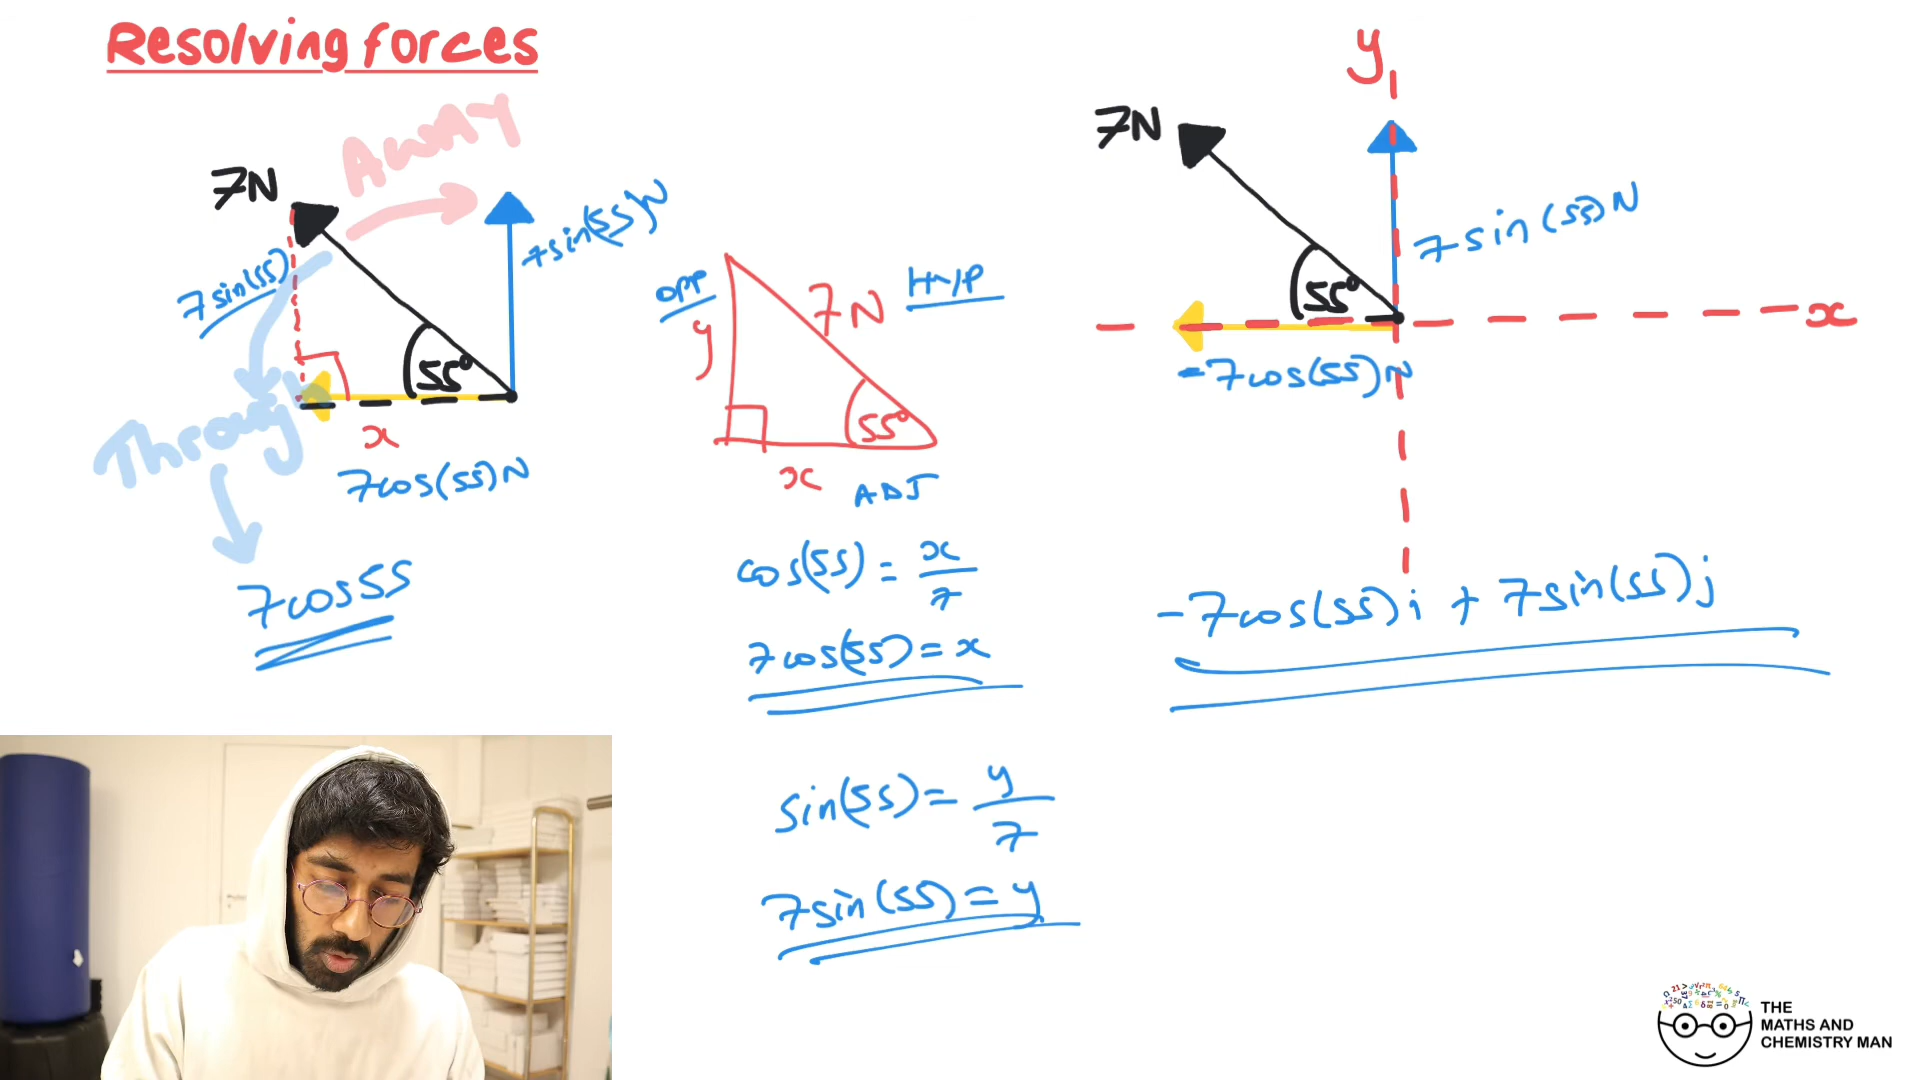 Resolving forces
AWAY
7N
7sin(55)N
7sin(55)
55°
Through
x
7cos(55)N
7cos55
OPP
y
7N
HYP
55°
x
ADJ
cos(55) = x/7
7cos(55) = x
sin(55) = y/7
7sin(55) = y
y
7N
7sin(55)N
55°
x
-7cos(55)N
-7cos(55)i + 7sin(55)j
THE
MATHS AND
CHEMISTRY MAN